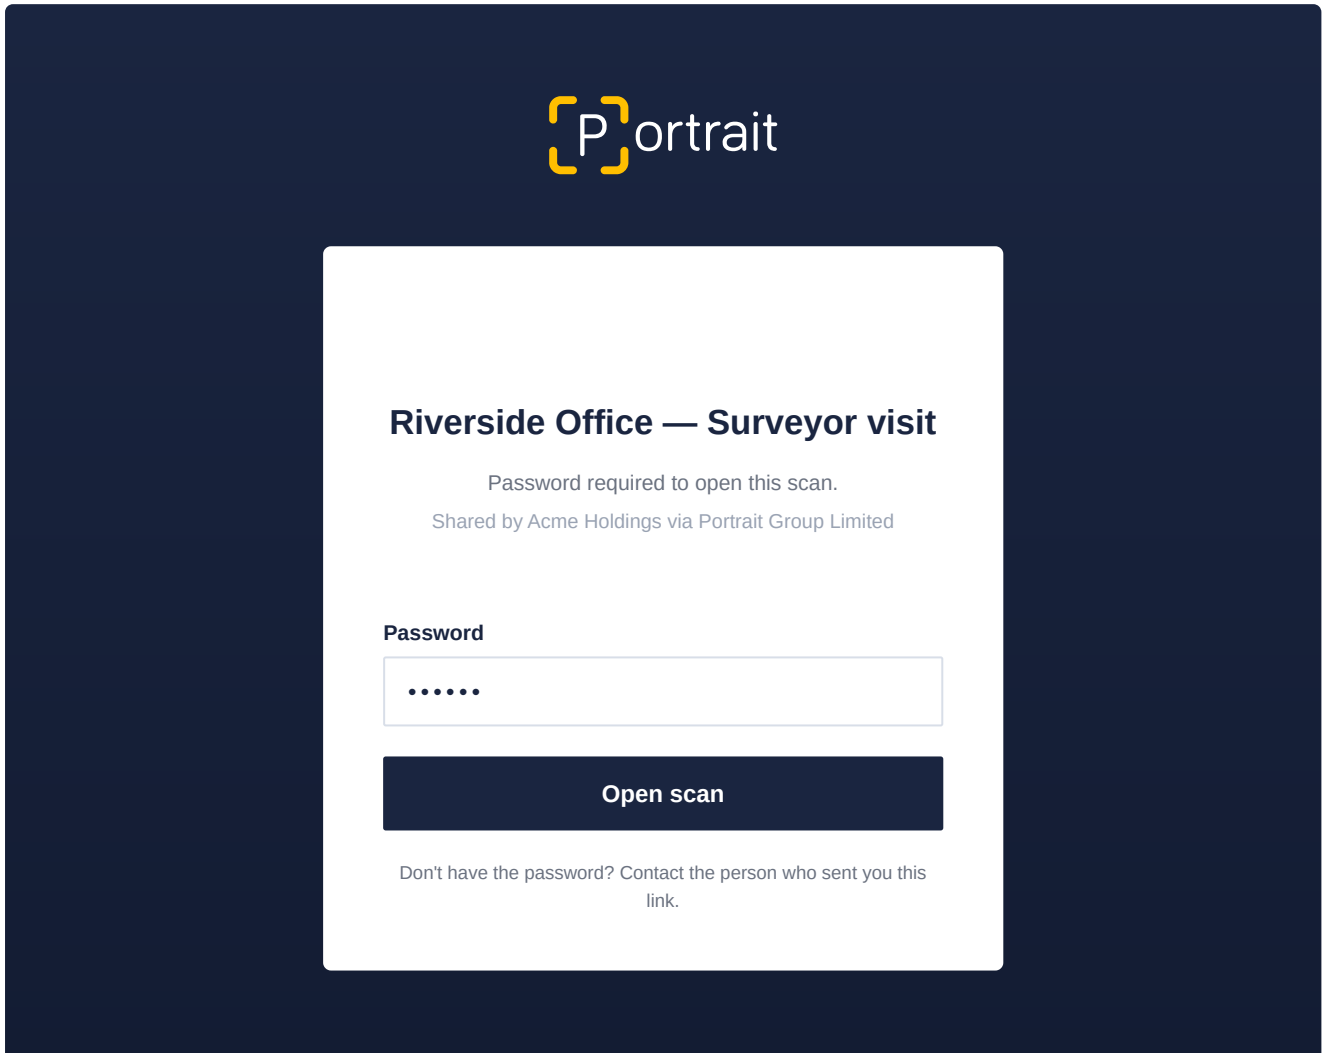 Portrait
Riverside Office — Surveyor visit
Password required to open this scan.
Shared by Acme Holdings via Portrait Group Limited
Password
••••••
Open scan
Don't have the password? Contact the person who sent you this
link.